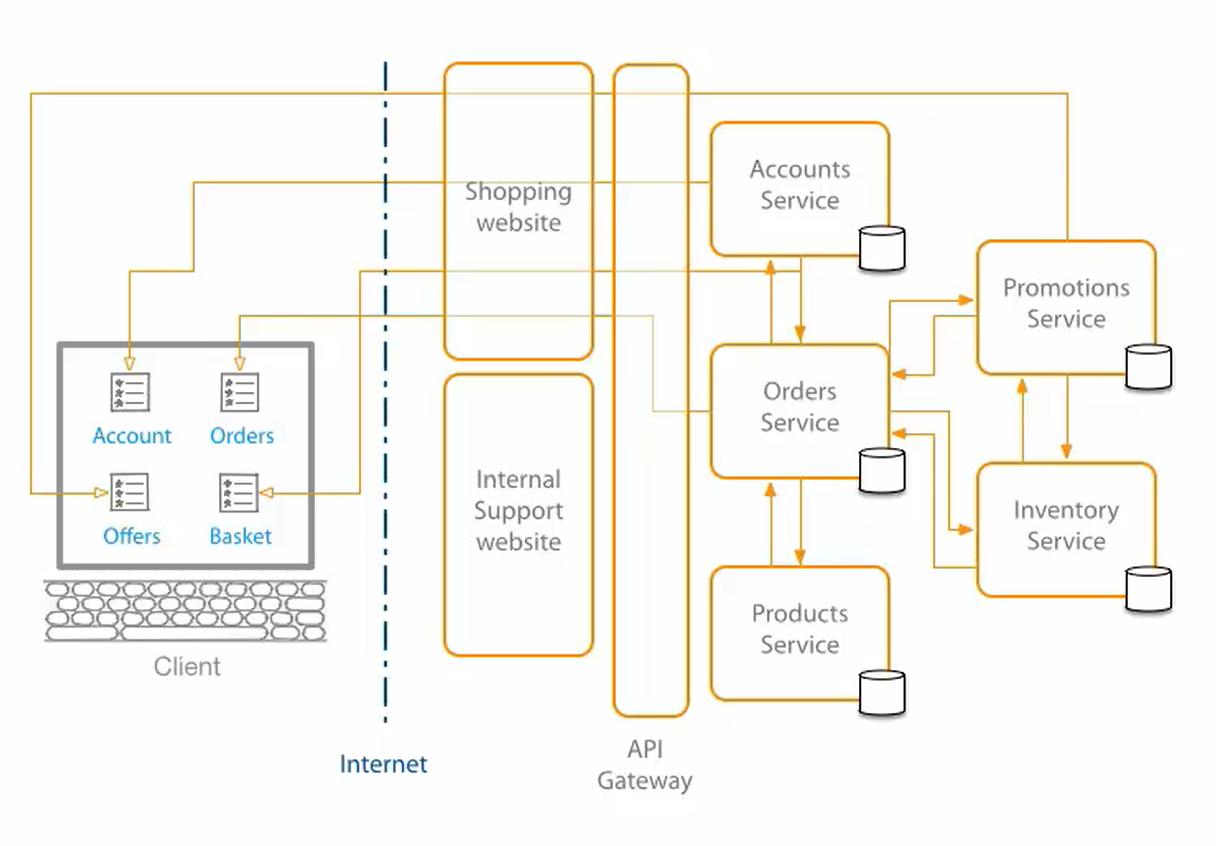 Shopping
website
Accounts
Service
Promotions
Service
Orders
Service
Account
Orders
Offers
Basket
Internal
Support
website
Inventory
Service
Products
Service
Client
Internet
API
Gateway